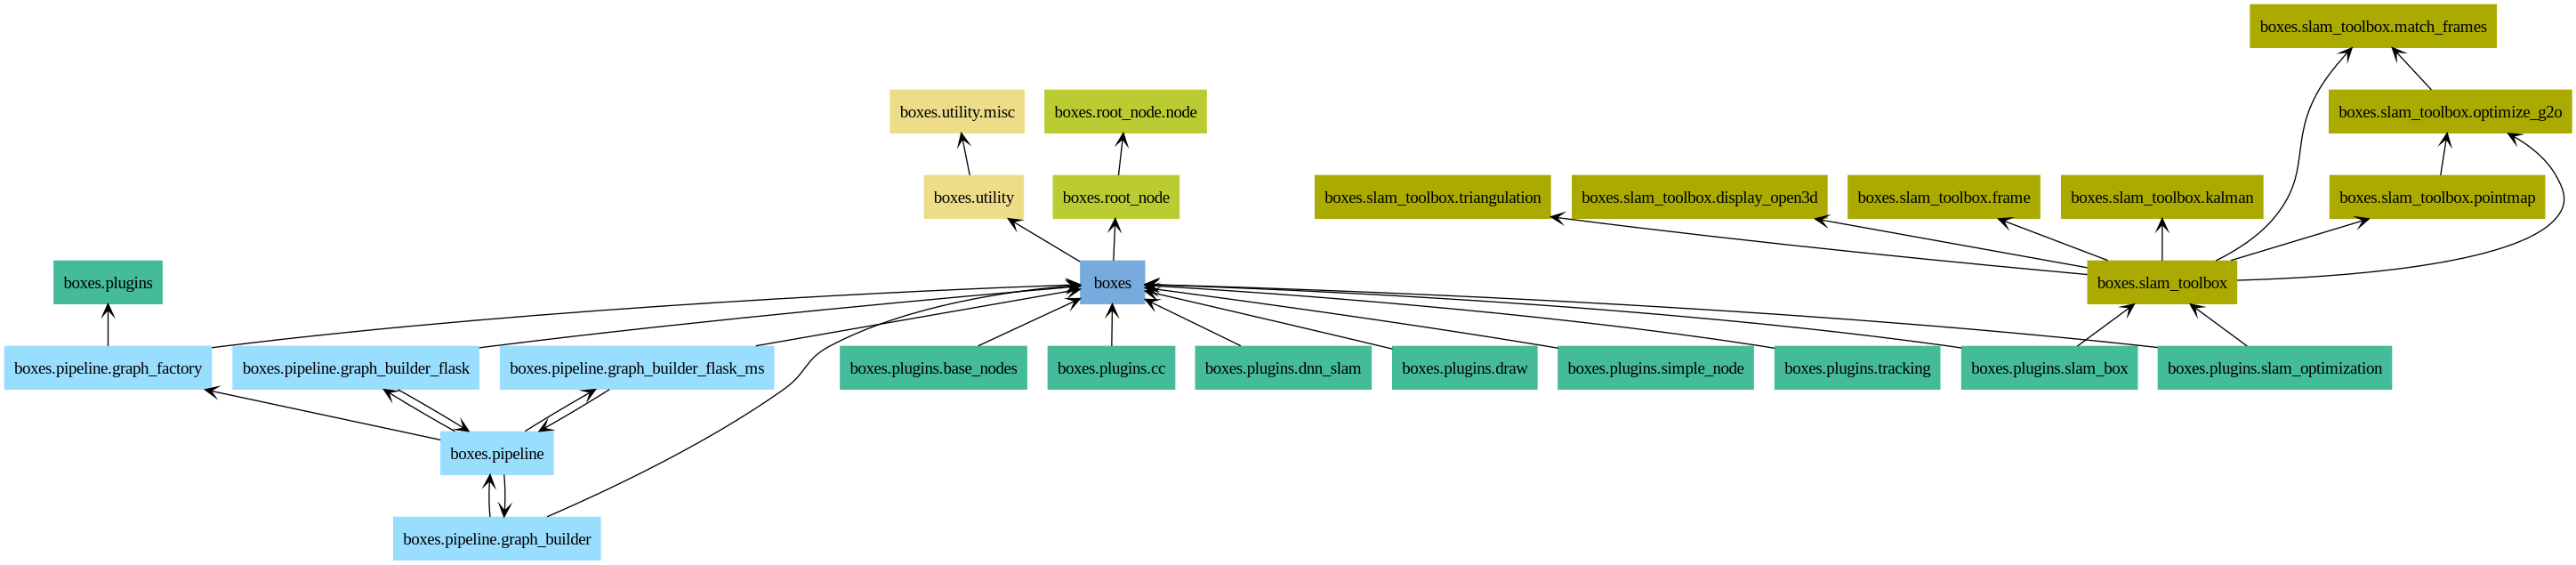 boxes.slam_toolbox.match_frames
boxes.utility.misc
boxes.root_node.node
boxes.slam_toolbox.optimize_g2o
boxes.utility
boxes.root_node
boxes.slam_toolbox.triangulation
boxes.slam_toolbox.display_open3d
boxes.slam_toolbox.frame
boxes.slam_toolbox.kalman
boxes.slam_toolbox.pointmap
boxes.plugins
boxes
boxes.slam_toolbox
boxes.pipeline.graph_factory
boxes.pipeline.graph_builder_flask
boxes.pipeline.graph_builder_flask_ms
boxes.plugins.base_nodes
boxes.plugins.cc
boxes.plugins.dnn_slam
boxes.plugins.draw
boxes.plugins.simple_node
boxes.plugins.tracking
boxes.plugins.slam_box
boxes.plugins.slam_optimization
boxes.pipeline
boxes.pipeline.graph_builder